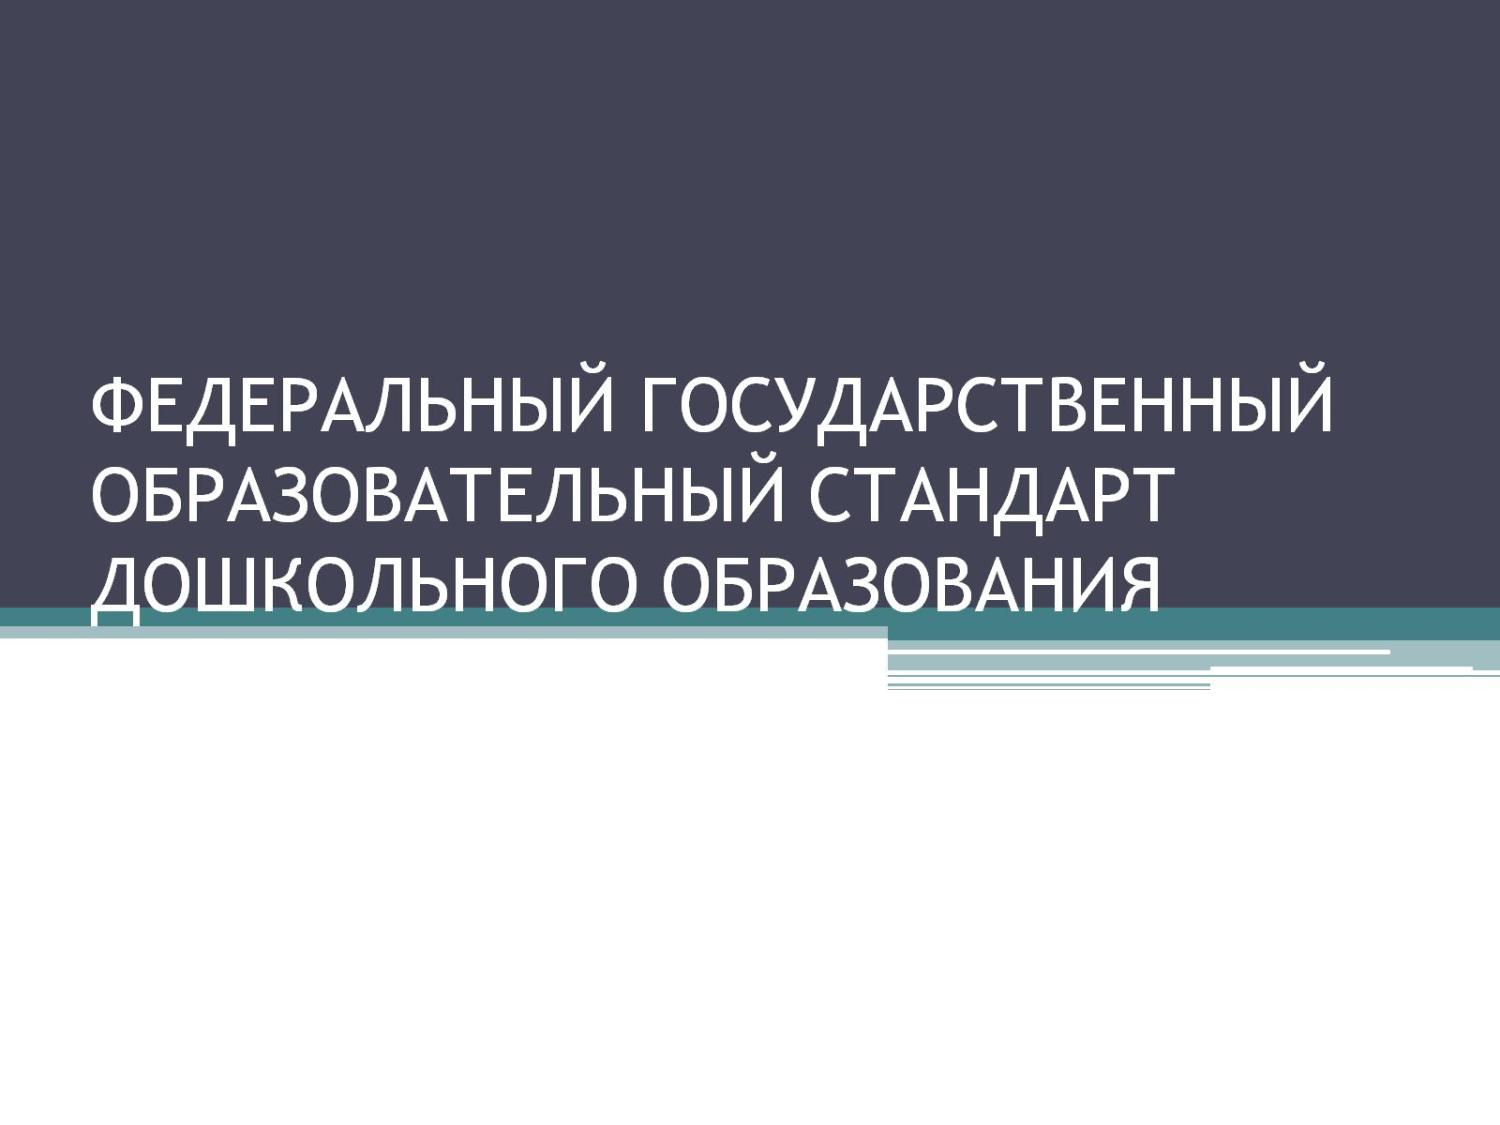 ФЕДЕРАЛЬНЫЙ ГОСУДАРСТВЕННЫЙ
ОБРАЗОВАТЕЛЬНЫЙ СТАНДАРТ
ДОШКОЛЬНОГО ОБРАЗОВАНИЯ